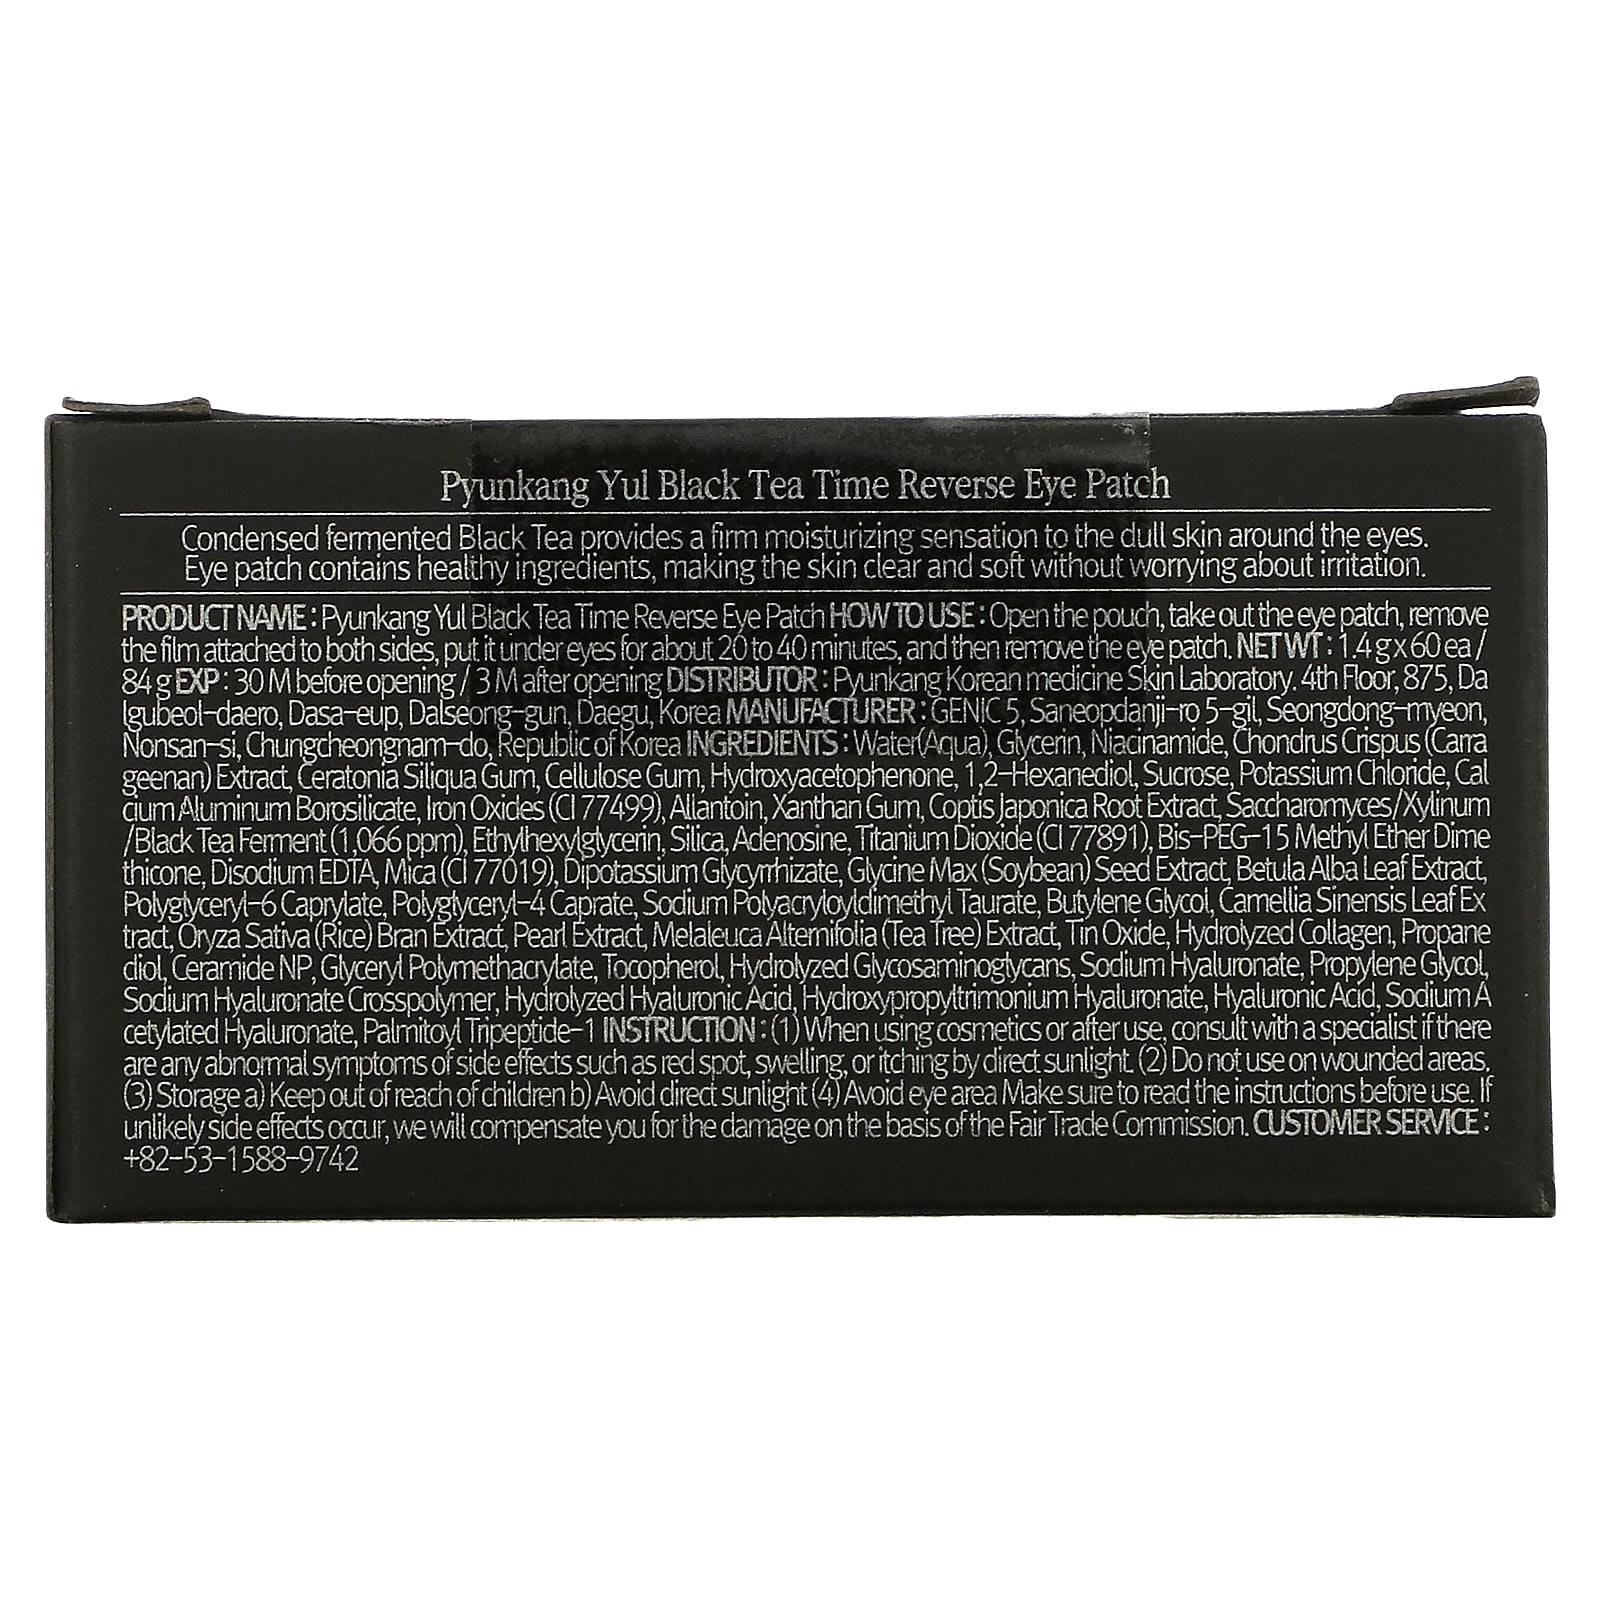 Pyunkang Yul Black Tea Time Reverse Eye Patch
Condensed fermented Black Tea provides a firm moisturizing sensation to the dull skin around the eyes.
Eye patch contains healthy ingredients, making the skin clear and soft without worrying about irritation.
PRODUCT NAME : Pyunkang Yul Black Tea Time Reverse Eye Patch HOW TO USE : Open the pouch, take out the eye patch, remove
the film attached to both sides, put it under eyes for about 20 to 40 minutes, and then remove the eye patch. NET WT : 1.4 g x 60 ea /
84 g EXP : 30 M before opening / 3 M after opening DISTRIBUTOR : Pyunkang Korean medicine Skin Laboratory. 4th Floor, 875, Da
lgubeol-daero, Dasa-eup, Dalseong-gun, Daegu, Korea MANUFACTURER : GENIC 5, Saneopdanji-ro 5-gil, Seongdong-myeon,
Nonsan-si, Chungcheongnam-do, Republic of Korea INGREDIENTS : Water(Aqua), Glycerin, Niacinamide, Chondrus Crispus (Carra
geenan) Extract, Ceratonia Siliqua Gum, Cellulose Gum, Hydroxyacetophenone, 1,2-Hexanediol, Sucrose, Potassium Chloride, Cal
cium Aluminum Borosilicate, Iron Oxides (CI 77499), Allantoin, Xanthan Gum, Coptis Japonica Root Extract, Saccharomyces/Xylinum
/Black Tea Ferment (1,066 ppm), Ethylhexylglycerin, Silica, Adenosine, Titanium Dioxide (CI 77891), Bis-PEG-15 Methyl Ether Dime
thicone, Disodium EDTA, Mica (CI 77019), Dipotassium Glycyrrhizate, Glycine Max (Soybean) Seed Extract, Betula Alba Leaf Extract,
Polyglyceryl-6 Caprylate, Polyglyceryl-4 Caprate, Sodium Polyacryloyldimethyl Taurate, Butylene Glycol, Camellia Sinensis Leaf Ex
tract, Oryza Sativa (Rice) Bran Extract, Pearl Extract, Melaleuca Alternifolia (Tea Tree) Extract, Tin Oxide, Hydrolyzed Collagen, Propane
diol, Ceramide NP, Glyceryl Polymethacrylate, Tocopherol, Hydrolyzed Glycosaminoglycans, Sodium Hyaluronate, Propylene Glycol,
Sodium Hyaluronate Crosspolymer, Hydrolyzed Hyaluronic Acid, Hydroxypropyltrimonium Hyaluronate, Hyaluronic Acid, Sodium A
cetylated Hyaluronate, Palmitoyl Tripeptide-1 INSTRUCTION : (1) When using cosmetics or after use, consult with a specialist if there
are any abnormal symptoms of side effects such as red spot, swelling, or itching by direct sunlight. (2) Do not use on wounded areas.
(3) Storage a) Keep out of reach of children b) Avoid direct sunlight (4) Avoid eye area Make sure to read the instructions before use. If
unlikely side effects occur, we will compensate you for the damage on the basis of the Fair Trade Commission. CUSTOMER SERVICE :
+82-53-1588-9742